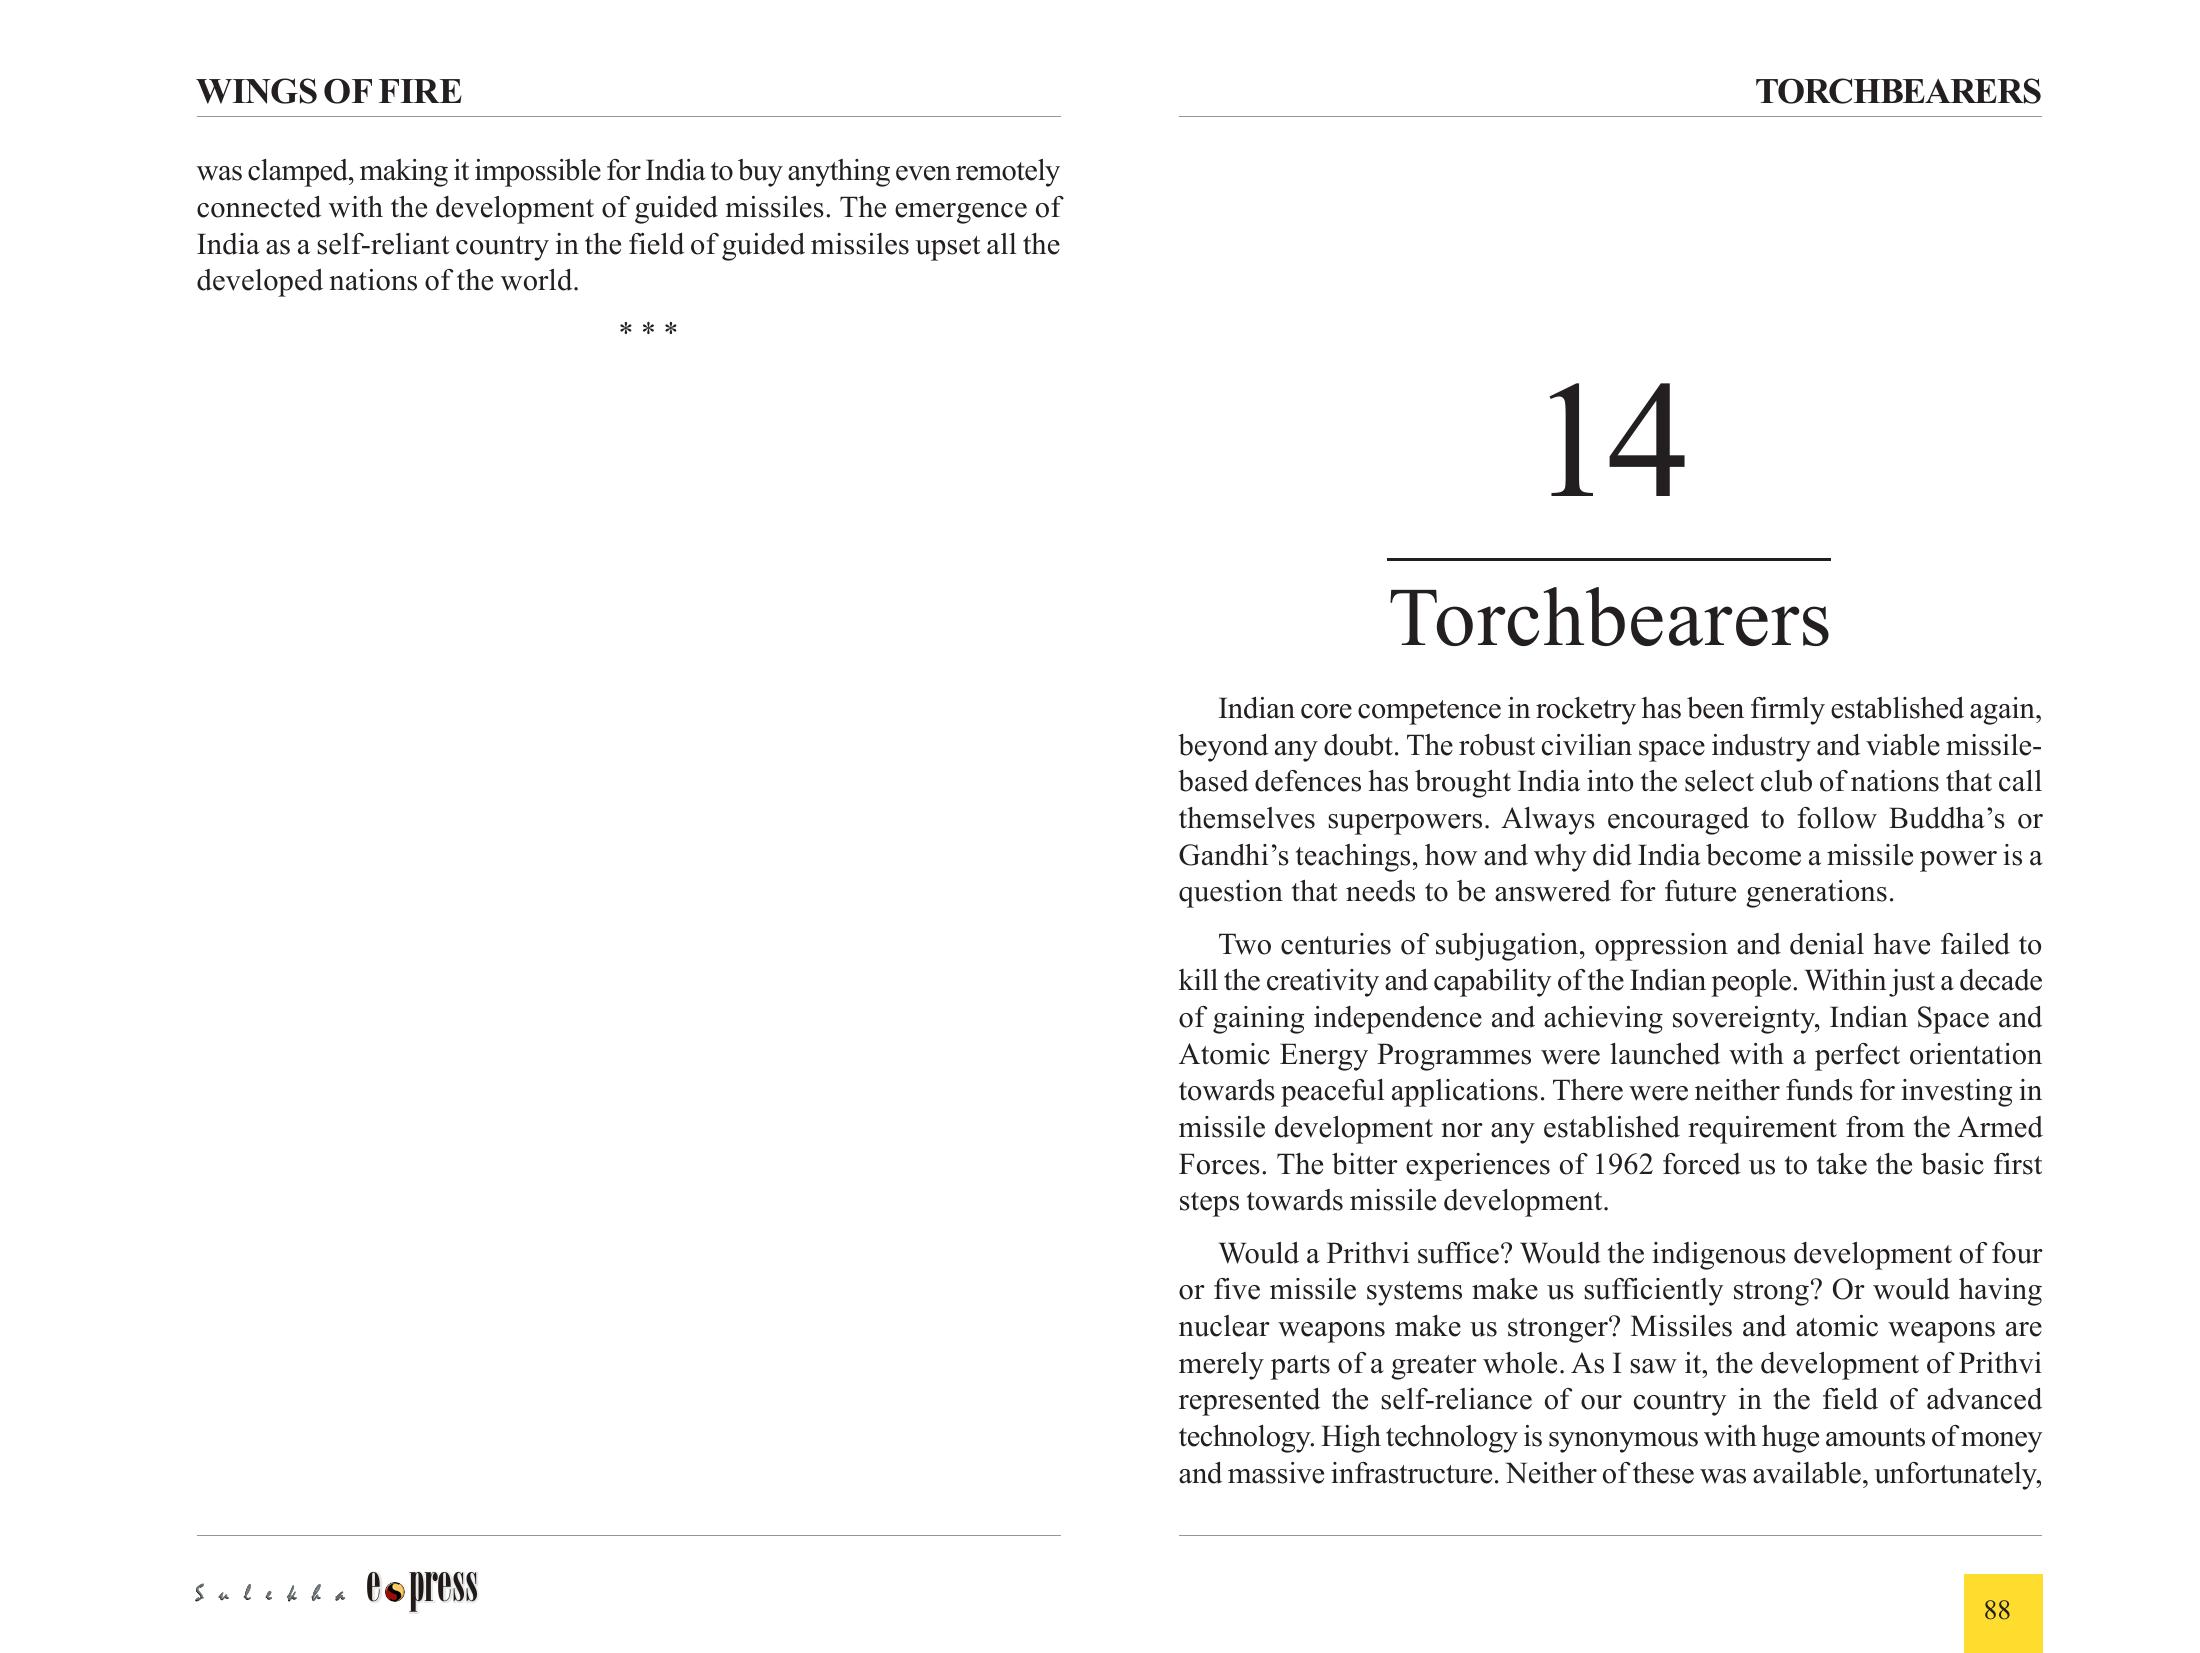 WINGS OF FIRE
was clamped, making it impossible for India to buy anything even remotely
connected with the development of guided missiles. The emergence of
India as a self-reliant country in the field of guided missiles upset all the
developed nations of the world.
* * *
Sulekha e press
TORCHBEARERS
14
Torchbearers
Indian core competence in rocketry has been firmly established again,
beyond any doubt. The robust civilian space industry and viable missile-
based defences has brought India into the select club of nations that call
themselves superpowers. Always encouraged to follow Buddha’s or
Gandhi’s teachings, how and why did India become a missile power is a
question that needs to be answered for future generations.
Two centuries of subjugation, oppression and denial have failed to
kill the creativity and capability of the Indian people. Within just a decade
of gaining independence and achieving sovereignty, Indian Space and
Atomic Energy Programmes were launched with a perfect orientation
towards peaceful applications. There were neither funds for investing in
missile development nor any established requirement from the Armed
Forces. The bitter experiences of 1962 forced us to take the basic first
steps towards missile development.
Would a Prithvi suffice? Would the indigenous development of four
or five missile systems make us sufficiently strong? Or would having
nuclear weapons make us stronger? Missiles and atomic weapons are
merely parts of a greater whole. As I saw it, the development of Prithvi
represented the self-reliance of our country in the field of advanced
technology. High technology is synonymous with huge amounts of money
and massive infrastructure. Neither of these was available, unfortunately,
88